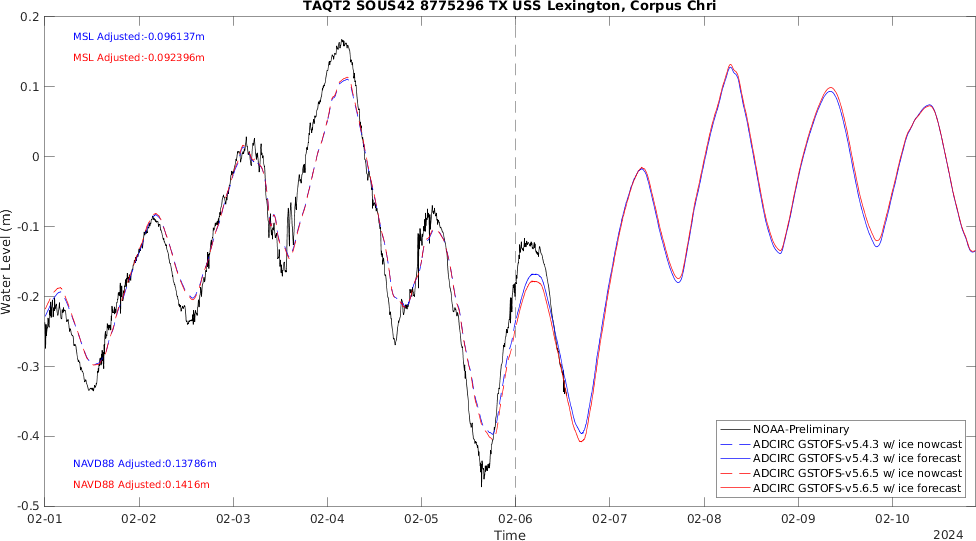 TAQT2 SOUS42 8775296 TX USS Lexington, Corpus Chri
MSL Adjusted:-0.096137m
MSL Adjusted:-0.092396m
0.2
0.1
0
-0.1
-0.2
-0.3
-0.4
-0.5
Water Level (m)
NAVD88 Adjusted:0.13786m
NAVD88 Adjusted:0.1416m
NOAA-Preliminary
ADCIRC GSTOFS-v5.4.3 w/ ice nowcast
ADCIRC GSTOFS-v5.4.3 w/ ice forecast
ADCIRC GSTOFS-v5.6.5 w/ ice nowcast
ADCIRC GSTOFS-v5.6.5 w/ ice forecast
02-01 02-02 02-03 02-04 02-05 02-06 02-07 02-08 02-09 02-10
Time
2024